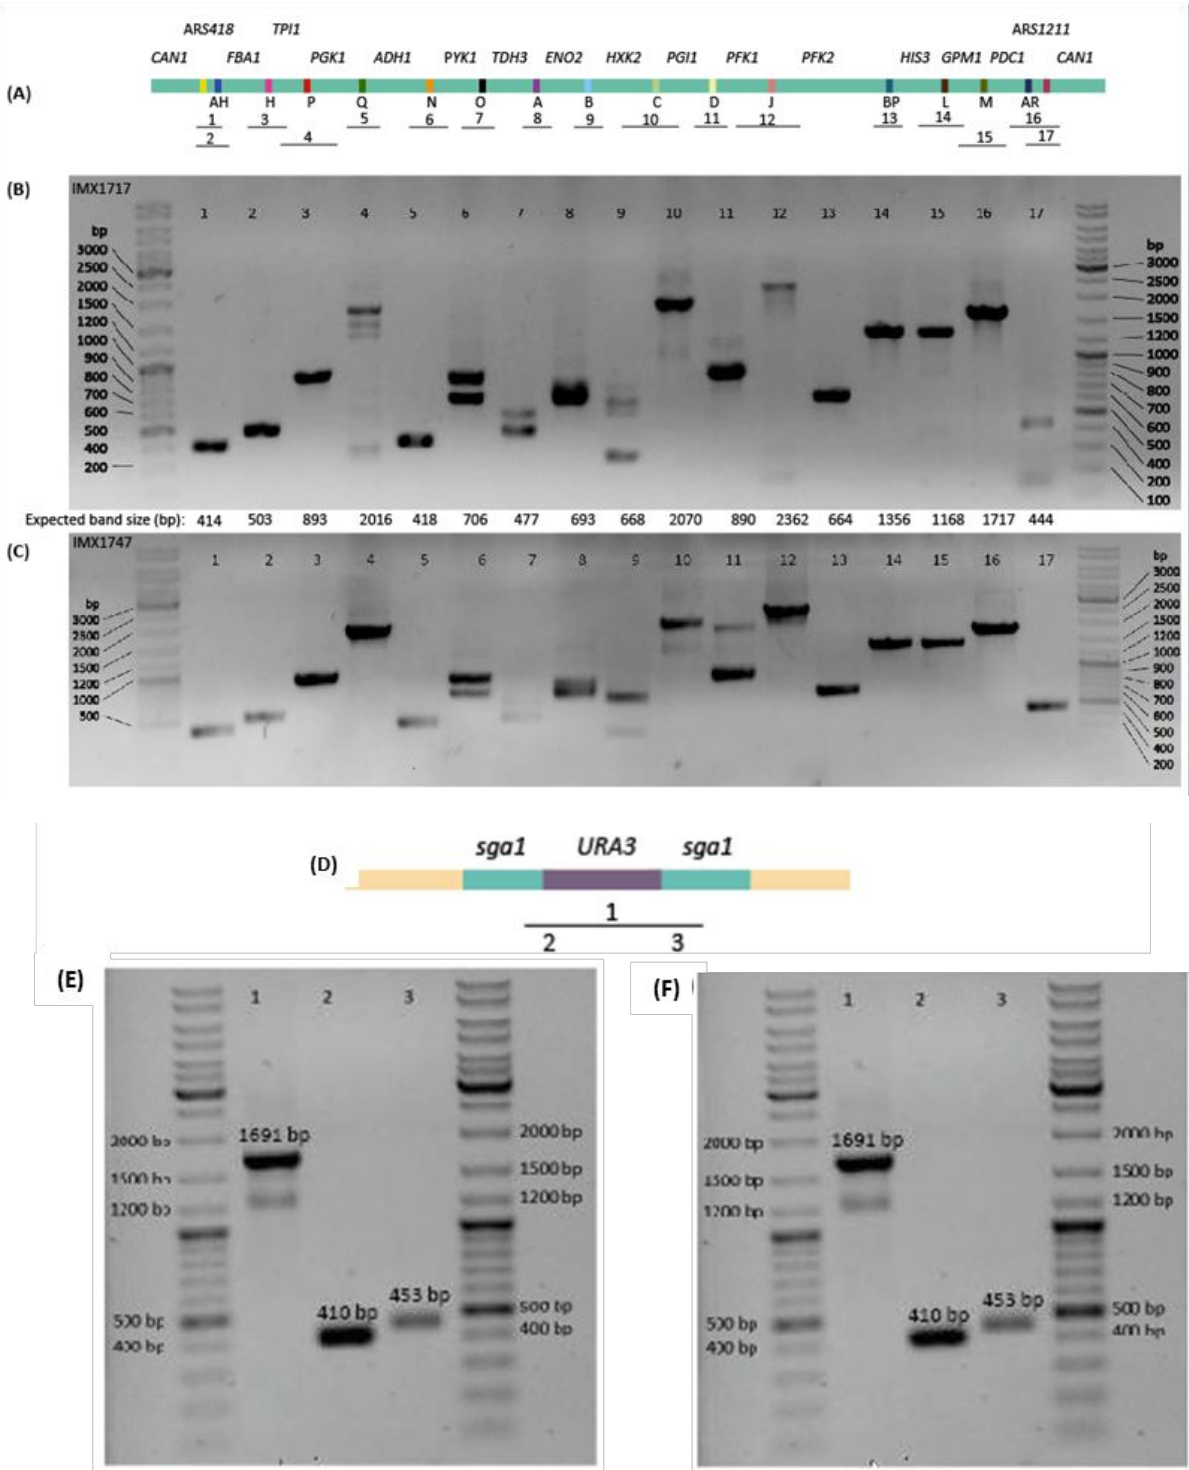 ARS418 TPI1 ARS1211
CAN1 FBA1 PGK1 ADH1 PYK1 TDH3 ENO2 HXK2 PGI1 PFK1 PFK2 HIS3 GPM1 PDC1 CAN1
(A)
AH H P Q N O A B C D J BP L M AR
1 3 5 6 7 8 9 10 11 12 13 14 16
2 4 15 17
(B)
IMX1717
1 2 3 4 5 6 7 8 9 10 11 12 13 14 15 16 17
bp
3000
2500
2000
1500
1200
1000
900
800
700
600
500
400
200
bp
3000
2500
2000
1500
1200
1000
900
800
700
600
500
400
200
100
Expected band size (bp): 414 503 893 2016 418 706 477 693 668 2070 890 2362 664 1356 1168 1717 444
(C)
IMX1747
1 2 3 4 5 6 7 8 9 10 11 12 13 14 15 16 17
bp
3000
2500
2000
1500
1200
1000
500
bp
3000
2500
2000
1500
1200
1000
900
800
700
600
500
400
200
(D)
sga1 URA3 sga1
1
2 3
(E)
1 2 3
2000 bp
1500 bp
1200 bp
500 bp
400 bp
1691 bp
410 bp
453 bp
2000 bp
1500 bp
1200 bp
500 bp
400 bp
(F)
1 2 3
2000 bp
1500 bp
1200 bp
500 bp
400 bp
1691 bp
410 bp
453 bp
2000 bp
1500 bp
1200 bp
500 bp
400 bp